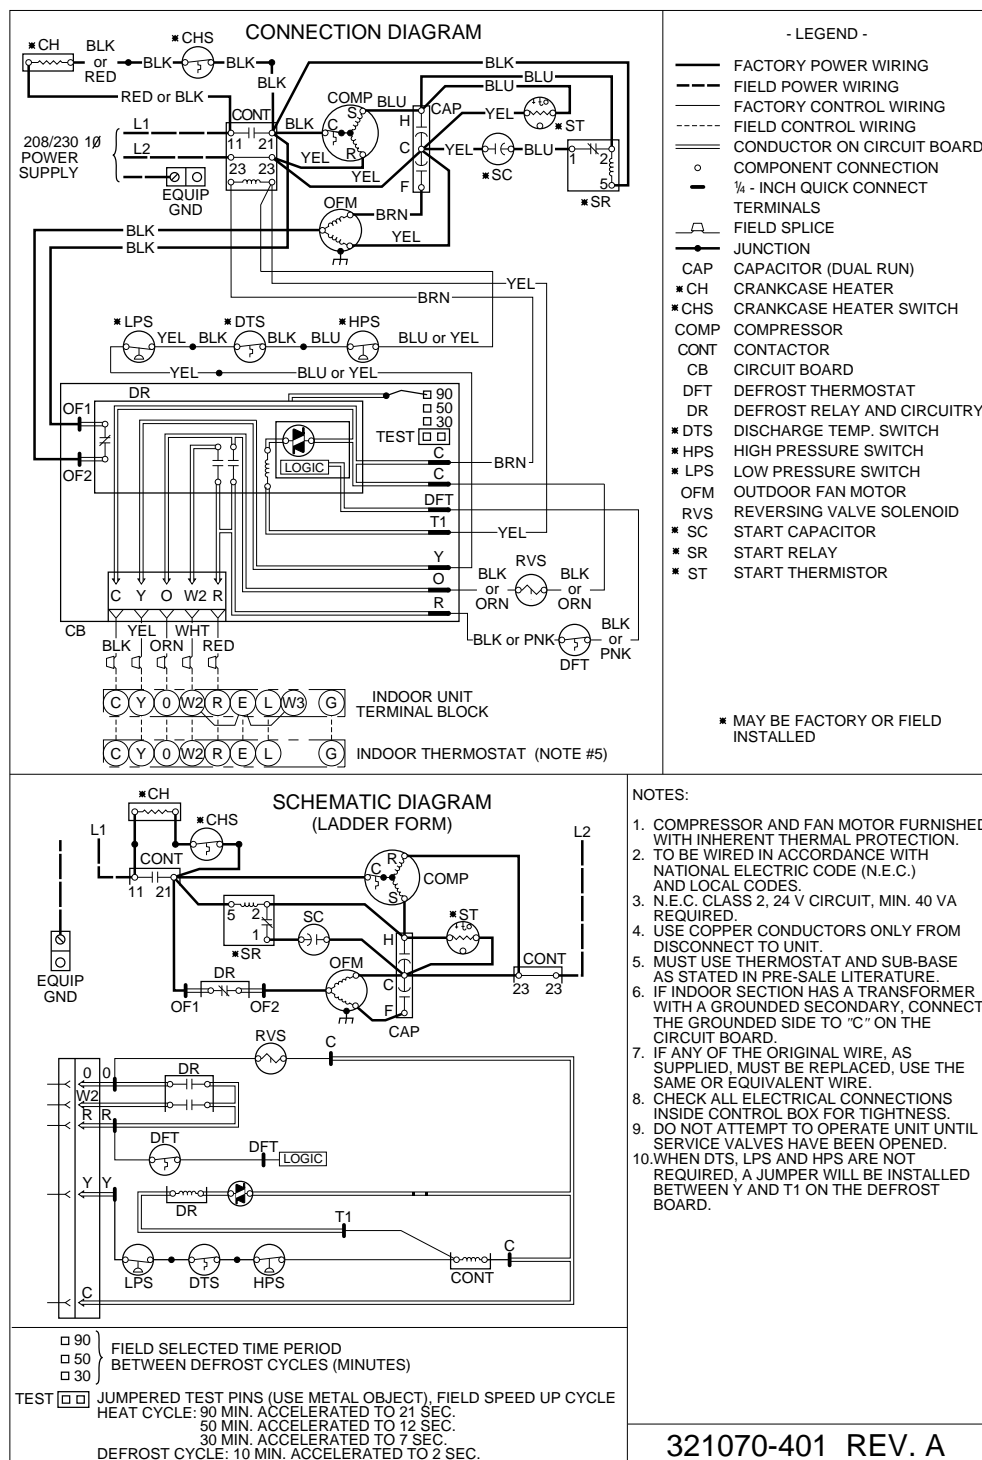 CONNECTION DIAGRAM
*CH
BLK
or
RED
BLK
*CHS
BLK
BLK
RED or BLK
CONT
L1
L2
208/230 1Ø
POWER
SUPPLY
EQUIP
GND
11 21
23 23
BLK
YEL
YEL
COMP
S
C
R
BLU
CAP
H
C
F
BLK
BLU
BLU
YEL
*ST
YEL
*SC
BLU
1
2
5
*SR
OFM
BRN
YEL
BLK
BLK
BRN
YEL
*LPS
YEL
BLK
*DTS
BLK
BLU
*HPS
BLU or YEL
YEL
BLU or YEL
DR
OF1
OF2
90
50
30
TEST
LOGIC
C
C
DFT
T1
Y
O
R
BRN
YEL
BLK
or
ORN
RVS
BLK
or
ORN
BLK or PNK
DFT
BLK
or
PNK
C Y O W2 R
CB
YEL WHT
BLK ORN RED
C Y 0 W2 R E L W3 G
INDOOR UNIT
TERMINAL BLOCK
C Y 0 W2 R E L G
INDOOR THERMOSTAT (NOTE #5)
- LEGEND -
FACTORY POWER WIRING
FIELD POWER WIRING
FACTORY CONTROL WIRING
FIELD CONTROL WIRING
CONDUCTOR ON CIRCUIT BOARD
COMPONENT CONNECTION
¼ - INCH QUICK CONNECT
TERMINALS
FIELD SPLICE
JUNCTION
CAP CAPACITOR (DUAL RUN)
*CH CRANKCASE HEATER
*CHS CRANKCASE HEATER SWITCH
COMP COMPRESSOR
CONT CONTACTOR
CB CIRCUIT BOARD
DFT DEFROST THERMOSTAT
DR DEFROST RELAY AND CIRCUITRY
*DTS DISCHARGE TEMP. SWITCH
*HPS HIGH PRESSURE SWITCH
*LPS LOW PRESSURE SWITCH
OFM OUTDOOR FAN MOTOR
RVS REVERSING VALVE SOLENOID
* SC START CAPACITOR
* SR START RELAY
* ST START THERMISTOR
* MAY BE FACTORY OR FIELD
INSTALLED
SCHEMATIC DIAGRAM
(LADDER FORM)
*CH
*CHS
L1
L2
CONT
11 21
R
C
S
COMP
5 2
1
*SR
SC
*ST
H
C
F
CAP
OFM
CONT
23 23
EQUIP
GND
DR
OF1 OF2
RVS
C
0 0
W2
R R
DR
DFT
DFT
LOGIC
Y Y
DR
T1
LPS
DTS
HPS
CONT
C
C
NOTES:
1. COMPRESSOR AND FAN MOTOR FURNISHED
WITH INHERENT THERMAL PROTECTION.
2. TO BE WIRED IN ACCORDANCE WITH
NATIONAL ELECTRIC CODE (N.E.C.)
AND LOCAL CODES.
3. N.E.C. CLASS 2, 24 V CIRCUIT, MIN. 40 VA
REQUIRED.
4. USE COPPER CONDUCTORS ONLY FROM
DISCONNECT TO UNIT.
5. MUST USE THERMOSTAT AND SUB-BASE
AS STATED IN PRE-SALE LITERATURE.
6. IF INDOOR SECTION HAS A TRANSFORMER
WITH A GROUNDED SECONDARY, CONNECT
THE GROUNDED SIDE TO "C" ON THE
CIRCUIT BOARD.
7. IF ANY OF THE ORIGINAL WIRE, AS
SUPPLIED, MUST BE REPLACED, USE THE
SAME OR EQUIVALENT WIRE.
8. CHECK ALL ELECTRICAL CONNECTIONS
INSIDE CONTROL BOX FOR TIGHTNESS.
9. DO NOT ATTEMPT TO OPERATE UNIT UNTIL
SERVICE VALVES HAVE BEEN OPENED.
10.WHEN DTS, LPS AND HPS ARE NOT
REQUIRED, A JUMPER WILL BE INSTALLED
BETWEEN Y AND T1 ON THE DEFROST
BOARD.
90
50
30
FIELD SELECTED TIME PERIOD
BETWEEN DEFROST CYCLES (MINUTES)
TEST JUMPERED TEST PINS (USE METAL OBJECT), FIELD SPEED UP CYCLE
HEAT CYCLE: 90 MIN. ACCELERATED TO 21 SEC.
50 MIN. ACCELERATED TO 12 SEC.
30 MIN. ACCELERATED TO 7 SEC.
DEFROST CYCLE: 10 MIN. ACCELERATED TO 2 SEC.
321070-401 REV. A